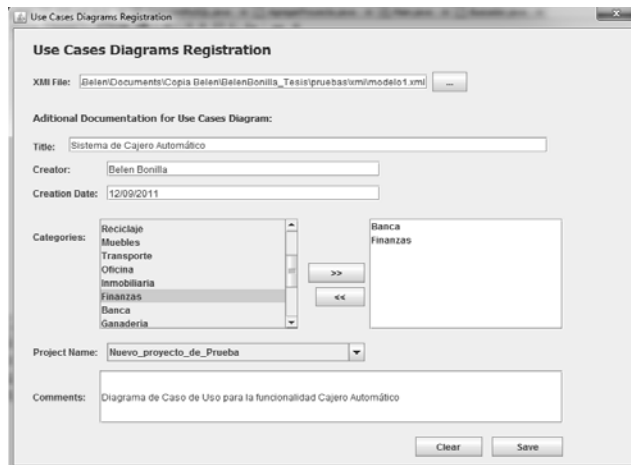 Use Cases Diagrams Registration
Use Cases Diagrams Registration
XMI File: Belen\Documents\Copia Belen\BelenBonilla_Tesis\pruebas\xmi\modelo1.xml ...
Aditional Documentation for Use Cases Diagram:
Title: Sistema de Cajero Automático
Creator: Belen Bonilla
Creation Date: 12/09/2011
Categories:
Reciclaje
Muebles
Transporte
Oficina
Inmobiliaria
Finanzas
Banca
Ganaderia
>>
<<
Banca
Finanzas
Project Name: Nuevo_proyecto_de_Prueba
Comments: Diagrama de Caso de Uso para la funcionalidad Cajero Automático
Clear Save